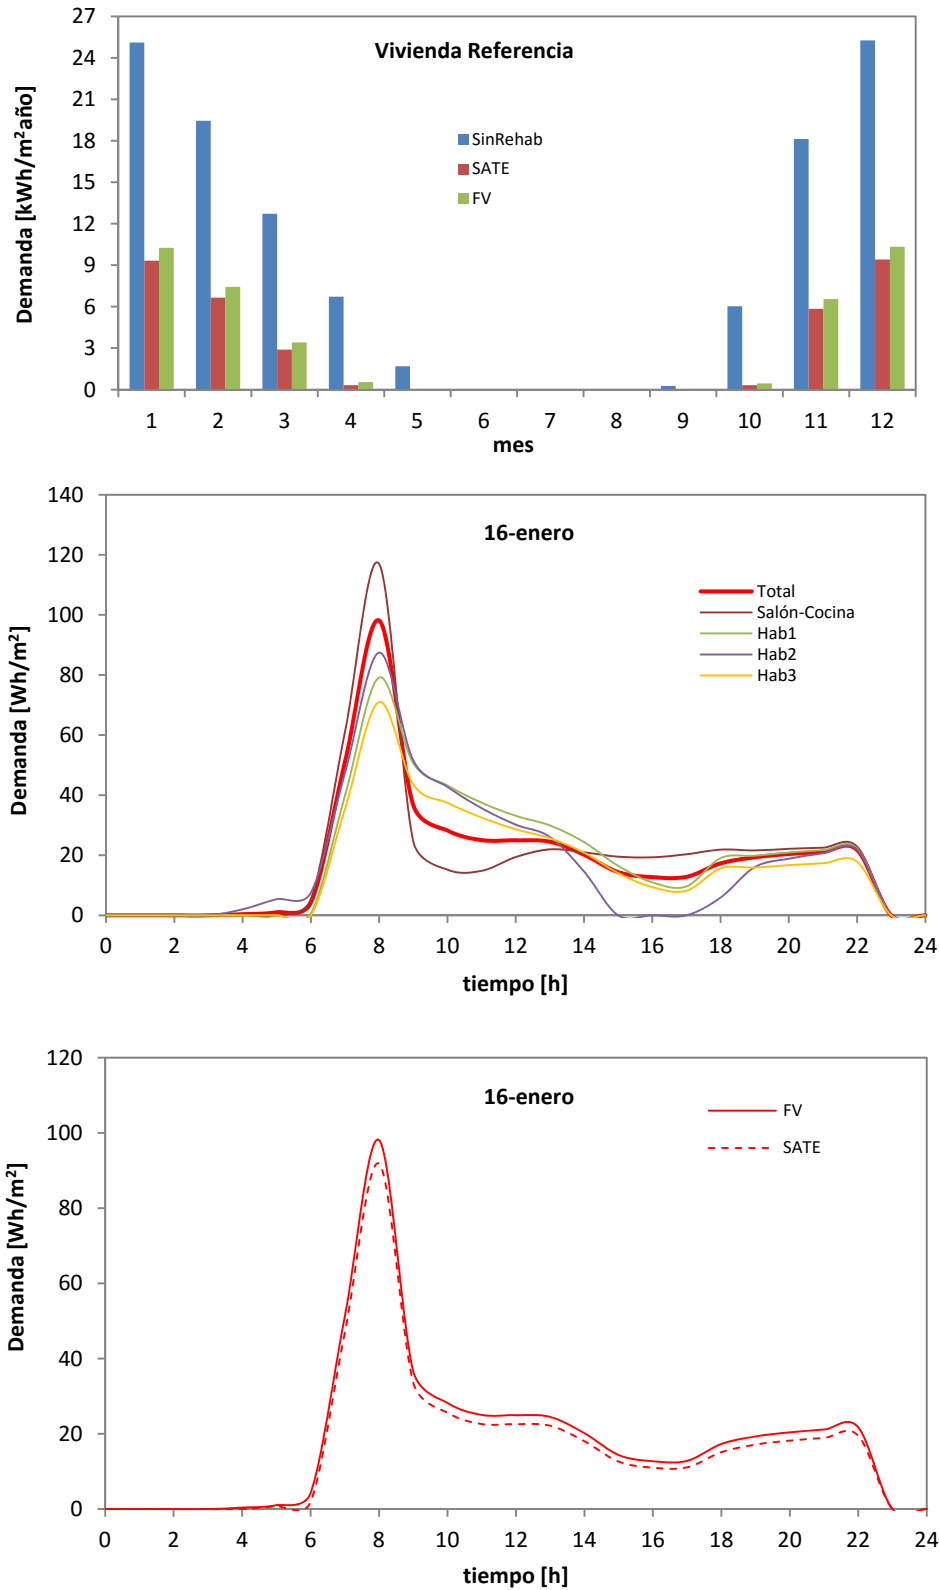 Vivienda Referencia
Demanda [kWh/m²año]
27
24
21
18
15
12
9
6
3
0
SinRehab
SATE
FV
1 2 3 4 5 6 7 8 9 10 11 12
mes
16-enero
Demanda [Wh/m²]
140
120
100
80
60
40
20
0
Total
Salón-Cocina
Hab1
Hab2
Hab3
0 2 4 6 8 10 12 14 16 18 20 22 24
tiempo [h]
16-enero
Demanda [Wh/m²]
120
100
80
60
40
20
0
FV
SATE
0 2 4 6 8 10 12 14 16 18 20 22 24
tiempo [h]